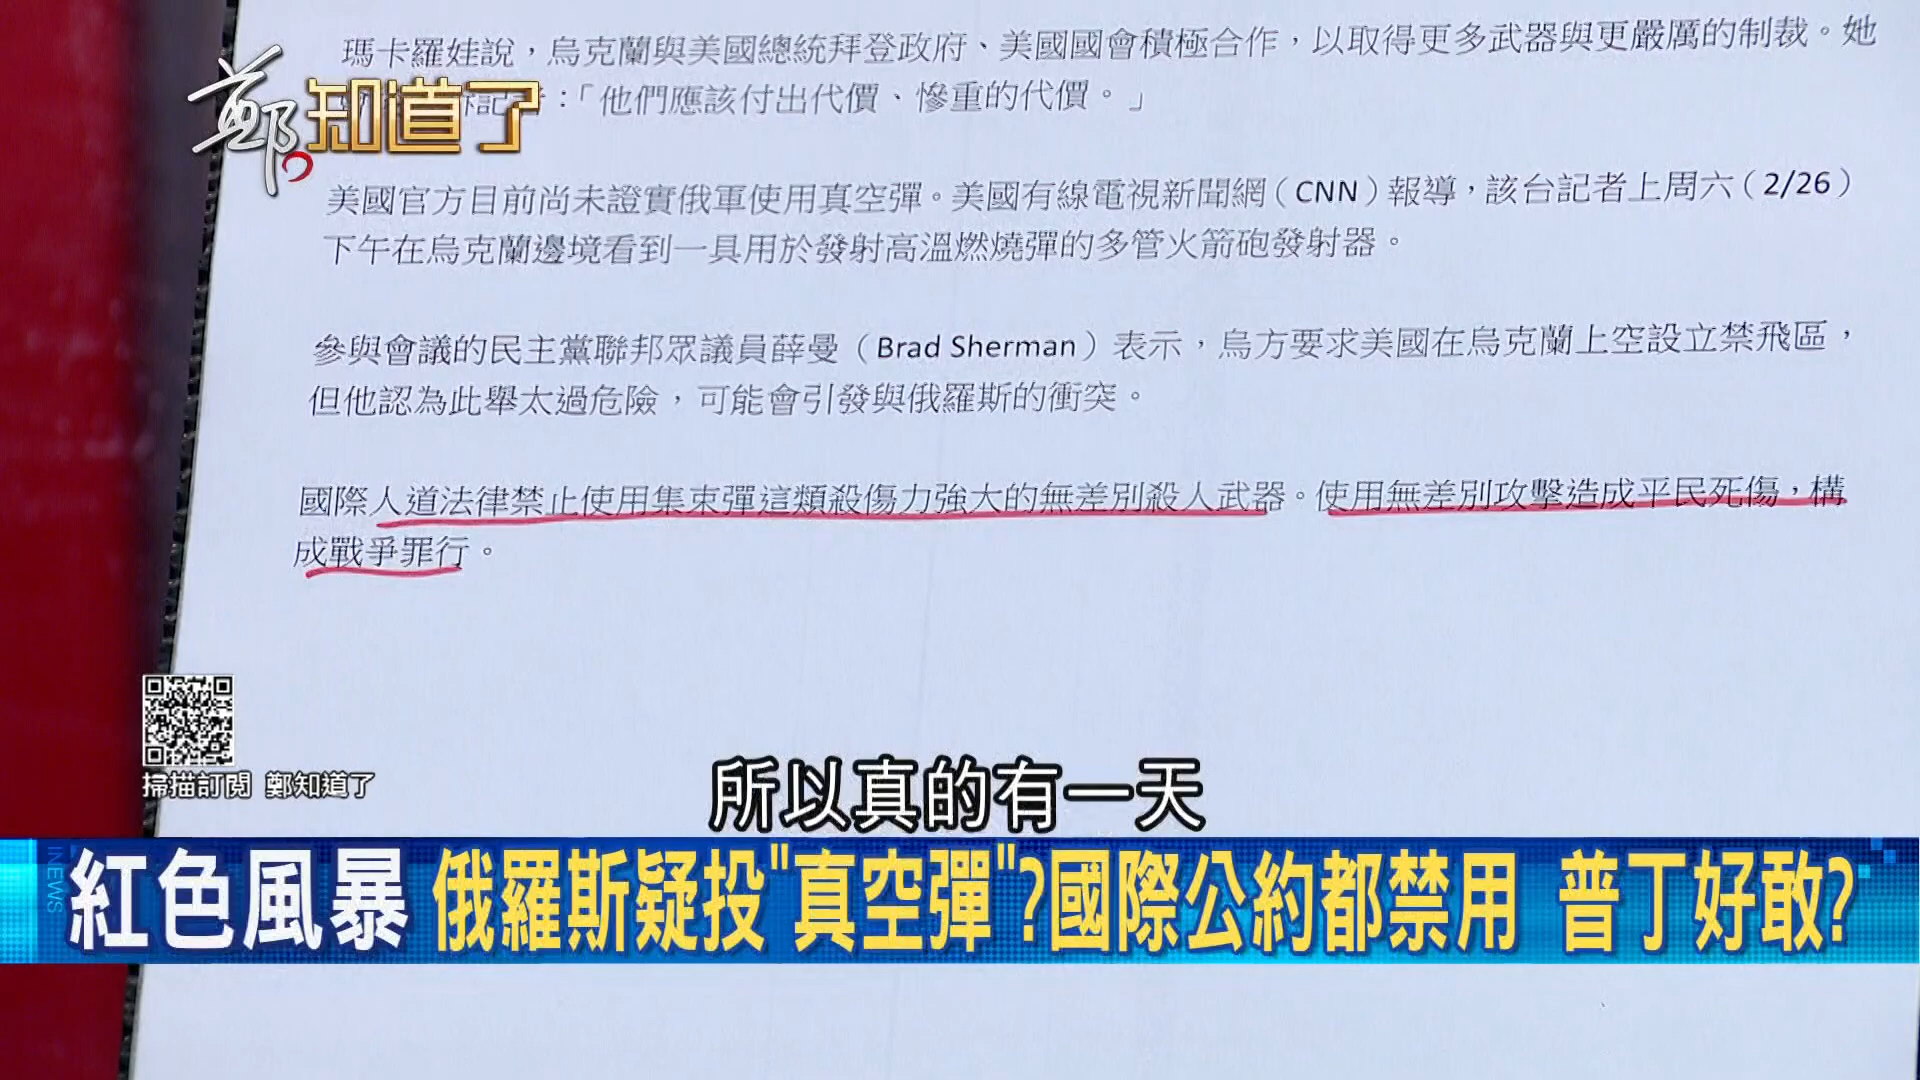 瑪卡羅娃說，烏克蘭與美國總統拜登政府、美國國會積極合作，以取得更多武器與更嚴厲的制裁。她
：「他們應該付出代價、慘重的代價。」
鄭知道了
美國官方目前尚未證實俄軍使用真空彈。美國有線電視新聞網（CNN）報導，該台記者上周六（2/26）
下午在烏克蘭邊境看到一具用於發射高溫燃燒彈的多管火箭砲發射器。
參與會議的民主黨聯邦眾議員薛曼（Brad Sherman）表示，烏方要求美國在烏克蘭上空設立禁飛區，
但他認為此舉太過危險，可能會引發與俄羅斯的衝突。
國際人道法律禁止使用集束彈這類殺傷力強大的無差別殺人武器。使用無差別攻擊造成平民死傷，構
成戰爭罪行。
掃描訂閱 鄭知道了
所以真的有一天
INEWS
紅色風暴 俄羅斯疑投"真空彈"?國際公約都禁用 普丁好敢?